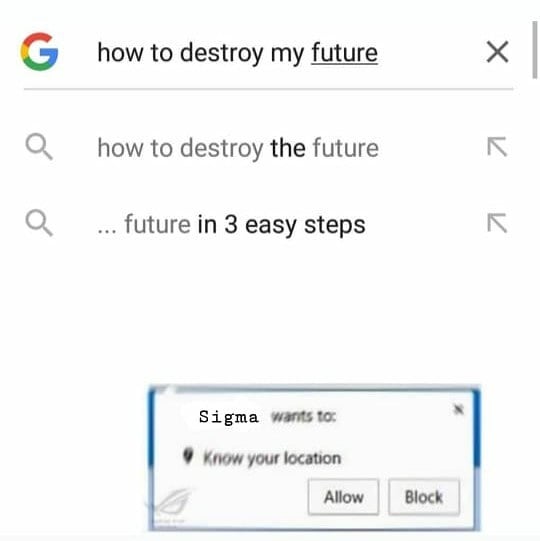 how to destroy my future
how to destroy the future
... future in 3 easy steps
Sigma wants to:
Know your location
Allow Block